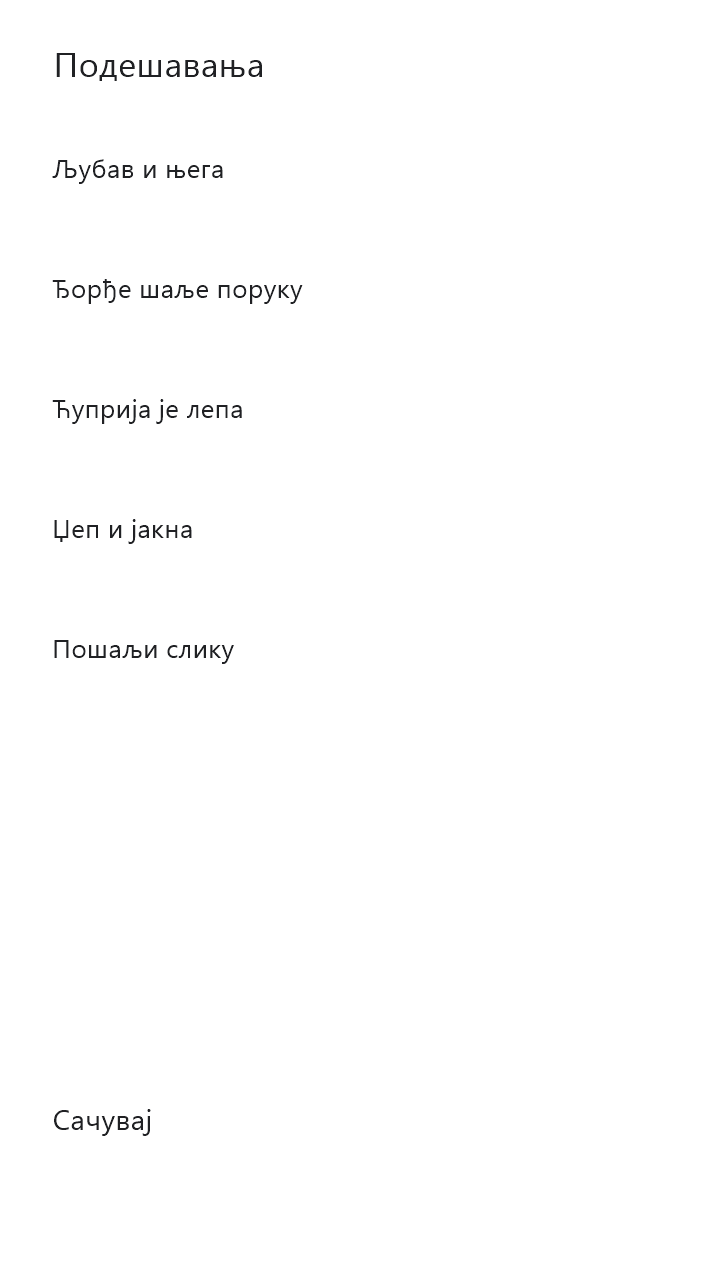 Подешавања
Љубав и њега
Ђорђе шаље поруку
Ћуприја је лепа
Џеп и јакна
Пошаљи слику
Сачувај